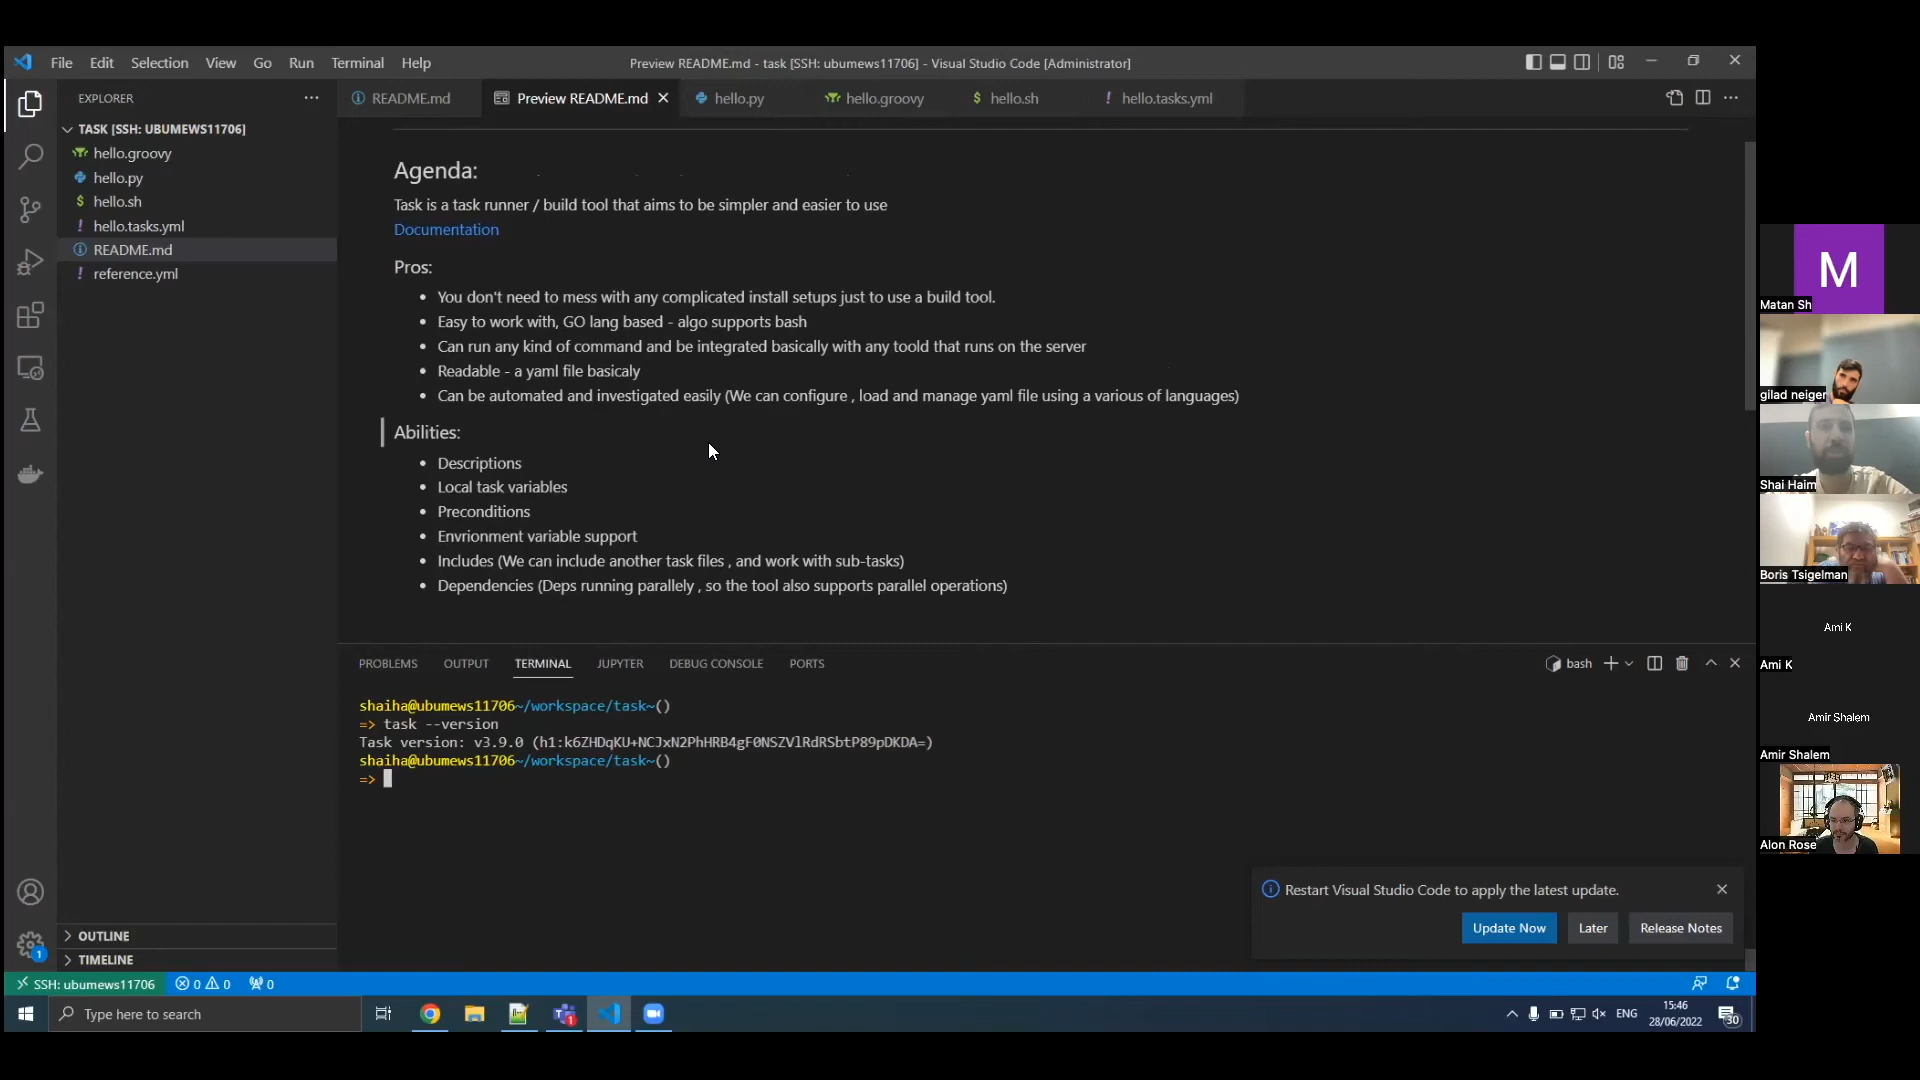 File Edit Selection View Go Run Terminal Help
Preview README.md - task [SSH: ubumews11706] - Visual Studio Code [Administrator]
EXPLORER
README.md
Preview README.md
hello.py
hello.groovy
hello.sh
hello.tasks.yml
TASK [SSH: UBUMEWS11706]
hello.groovy
hello.py
hello.sh
hello.tasks.yml
README.md
reference.yml
OUTLINE
TIMELINE
Agenda:
Task is a task runner / build tool that aims to be simpler and easier to use
Documentation
Pros:
• You don't need to mess with any complicated install setups just to use a build tool.
• Easy to work with, GO lang based - algo supports bash
• Can run any kind of command and be integrated basically with any toold that runs on the server
• Readable - a yaml file basicaly
• Can be automated and investigated easily (We can configure , load and manage yaml file using a various of languages)
Abilities:
• Descriptions
• Local task variables
• Preconditions
• Envrionment variable support
• Includes (We can include another task files , and work with sub-tasks)
• Dependencies (Deps running parallely , so the tool also supports parallel operations)
PROBLEMS OUTPUT TERMINAL JUPYTER DEBUG CONSOLE PORTS
bash
shaiha@ubumews11706~/workspace/task~()
=> task --version
Task version: v3.9.0 (h1:k6ZHDqKU+NCJxN2PhHRB4gF0NSZVlRdRSbtP89pDKDA=)
shaiha@ubumews11706~/workspace/task~()
=>
Restart Visual Studio Code to apply the latest update.
Update Now Later Release Notes
1
SSH: ubumews11706 0 0 0
Type here to search
1
ENG
15:46
28/06/2022
30
M
Matan Sh
gilad neiger
Shai Haim
Boris Tsigelman
Ami K
Ami K
Amir Shalem
Amir Shalem
Alon Rose